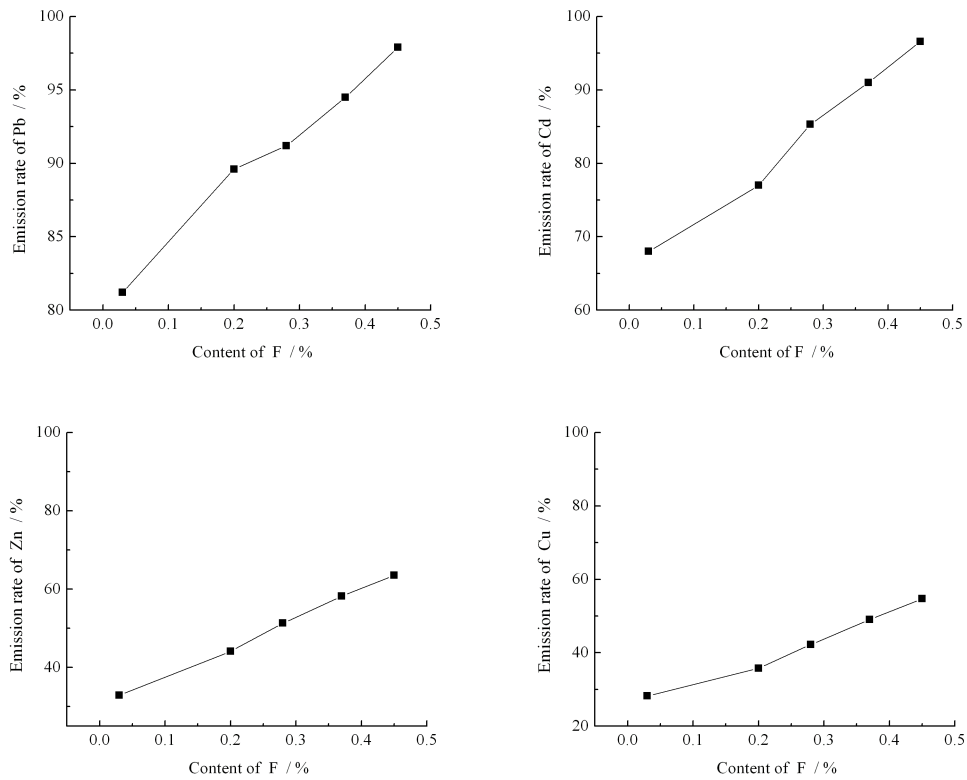 100
95
90
85
80
Emission rate of Pb / %
0.0 0.1 0.2 0.3 0.4 0.5
Content of F / %
100
90
80
70
60
Emission rate of Cd / %
0.0 0.1 0.2 0.3 0.4 0.5
Content of F / %
100
80
60
40
Emission rate of Zn / %
0.0 0.1 0.2 0.3 0.4 0.5
Content of F / %
100
80
60
40
20
Emission rate of Cu / %
0.0 0.1 0.2 0.3 0.4 0.5
Content of F / %